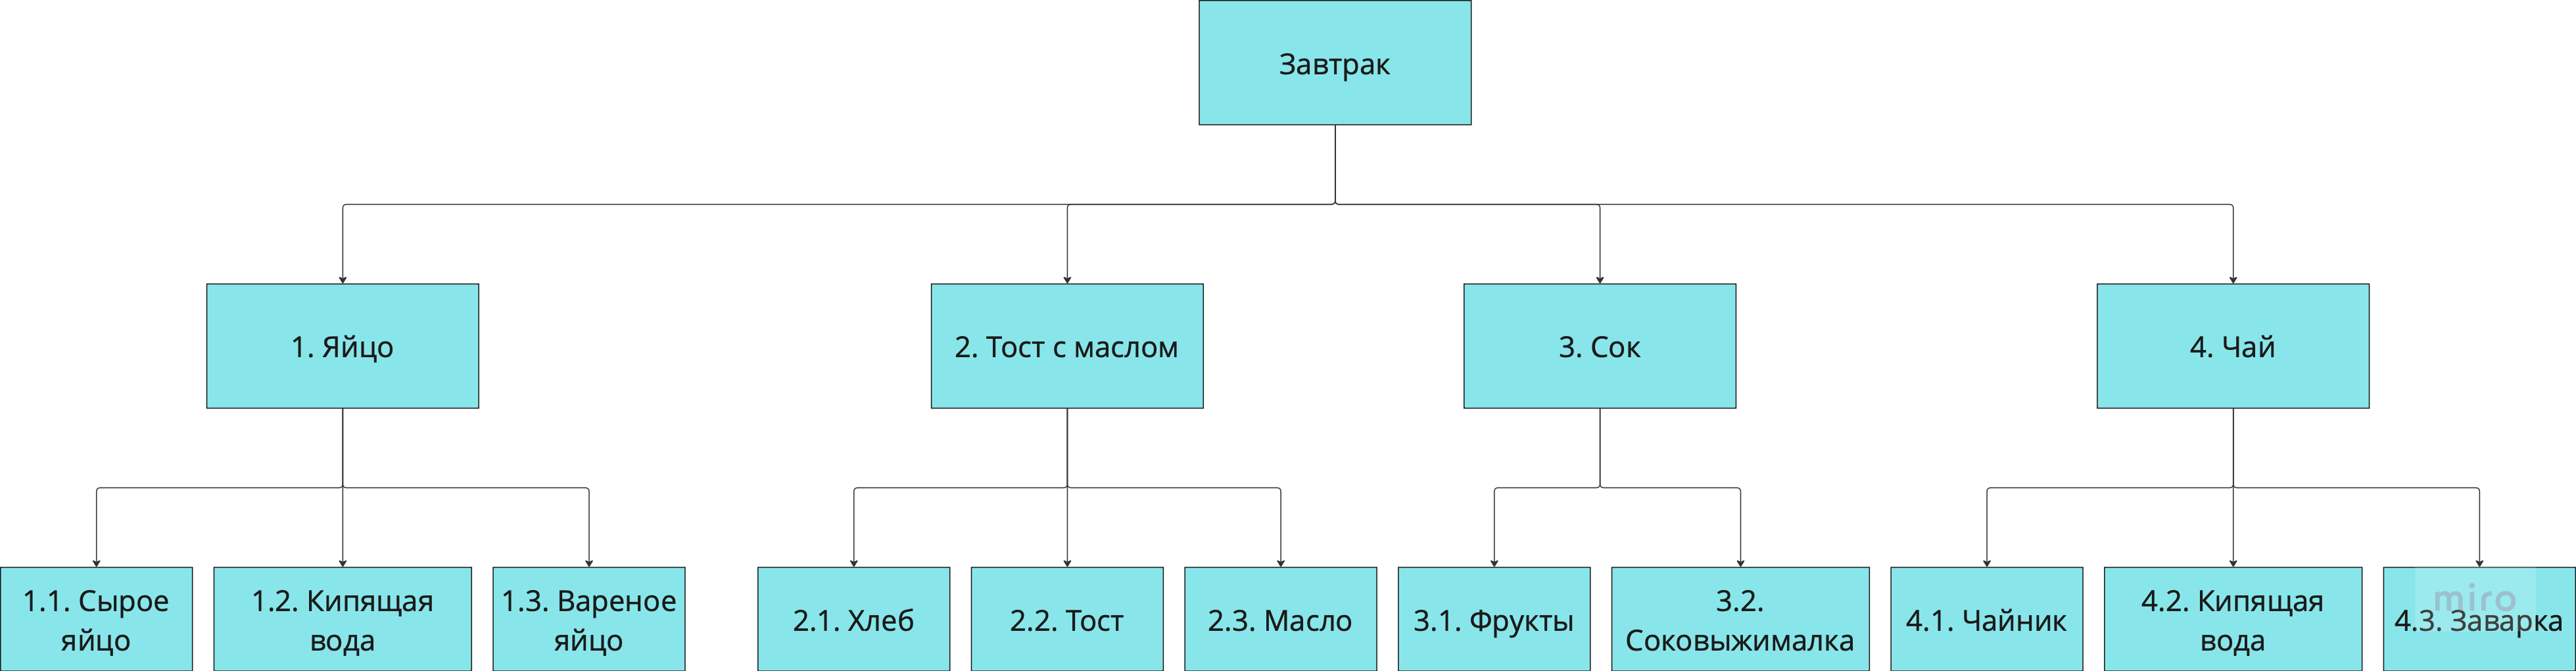 Завтрак
1. Яйцо
2. Тост с маслом
3. Сок
4. Чай
1.1. Сырое
яйцо
1.2. Кипящая
вода
1.3. Вареное
яйцо
2.1. Хлеб
2.2. Тост
2.3. Масло
3.1. Фрукты
3.2.
Соковыжималка
4.1. Чайник
4.2. Кипящая
вода
4.3. Заварка
miro